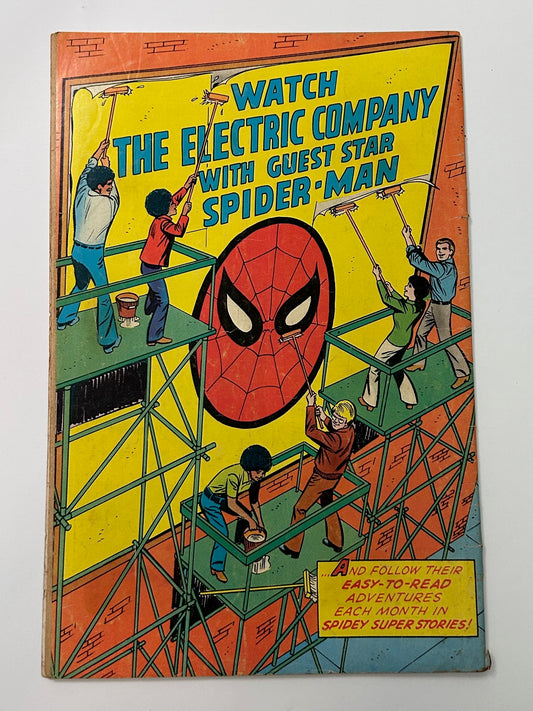 WATCH
THE ELECTRIC COMPANY
WITH GUEST STAR
SPIDER-MAN
...AND FOLLOW THEIR
EASY-TO-READ
ADVENTURES
EACH MONTH IN
SPIDEY SUPER STORIES!